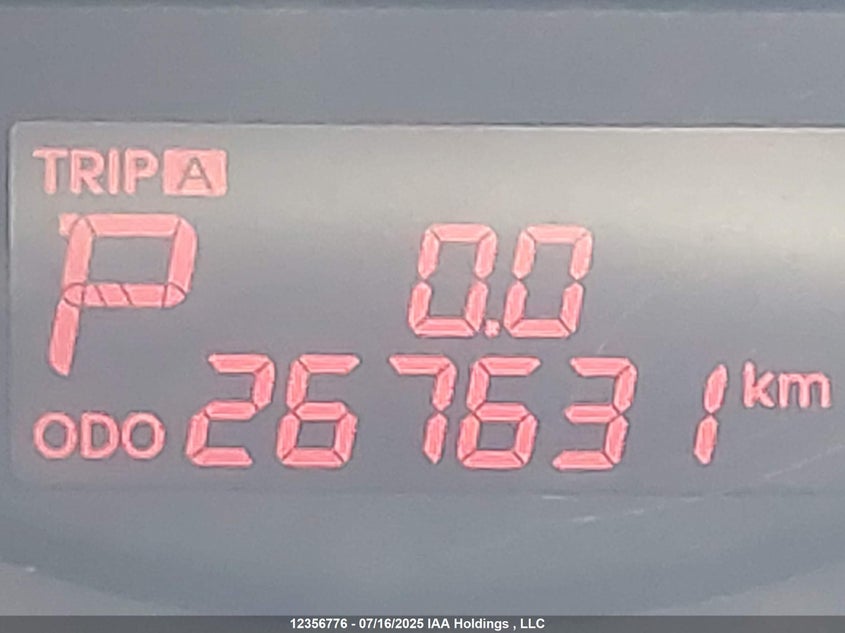 TRIP A
P 0.0
ODO 267631 km
12356776 - 07/16/2025 IAA Holdings , LLC